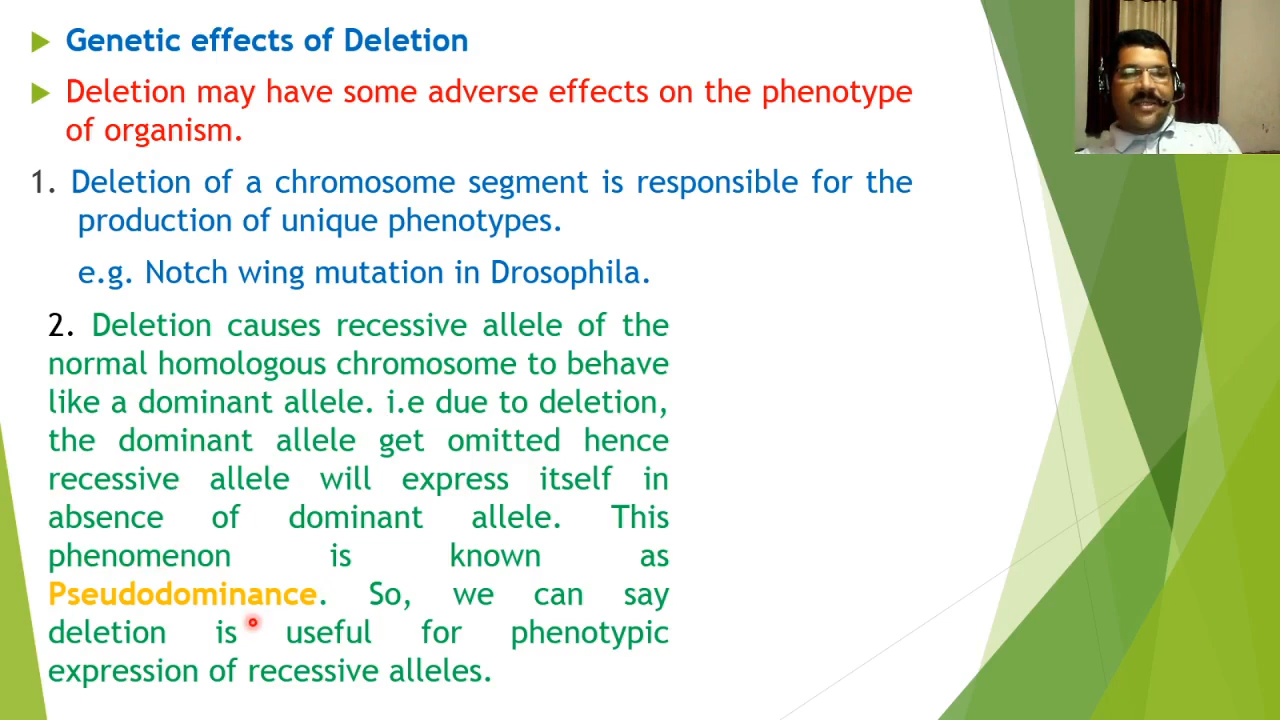 Genetic effects of Deletion
Deletion may have some adverse effects on the phenotype
of organism.
1. Deletion of a chromosome segment is responsible for the
production of unique phenotypes.
e.g. Notch wing mutation in Drosophila.
2. Deletion causes recessive allele of the
normal homologous chromosome to behave
like a dominant allele. i.e due to deletion,
the dominant allele get omitted hence
recessive allele will express itself in
absence of dominant allele. This
phenomenon is known as
Pseudodominance. So, we can say
deletion is useful for phenotypic
expression of recessive alleles.